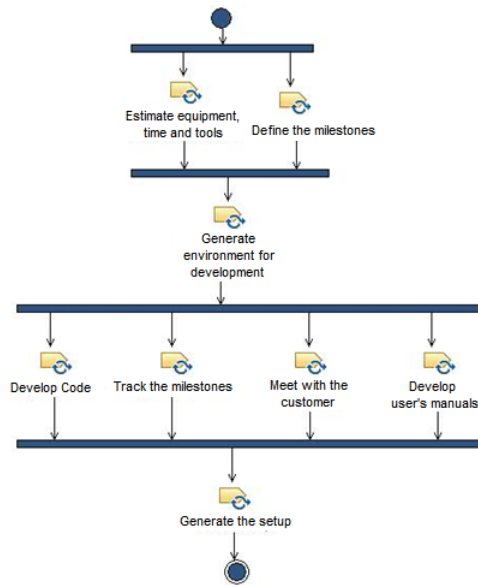 Estimate equipment,
time and tools
Define the milestones
Generate
environment for
development
Develop Code
Track the milestones
Meet with the
customer
Develop
user's manuals
Generate the setup